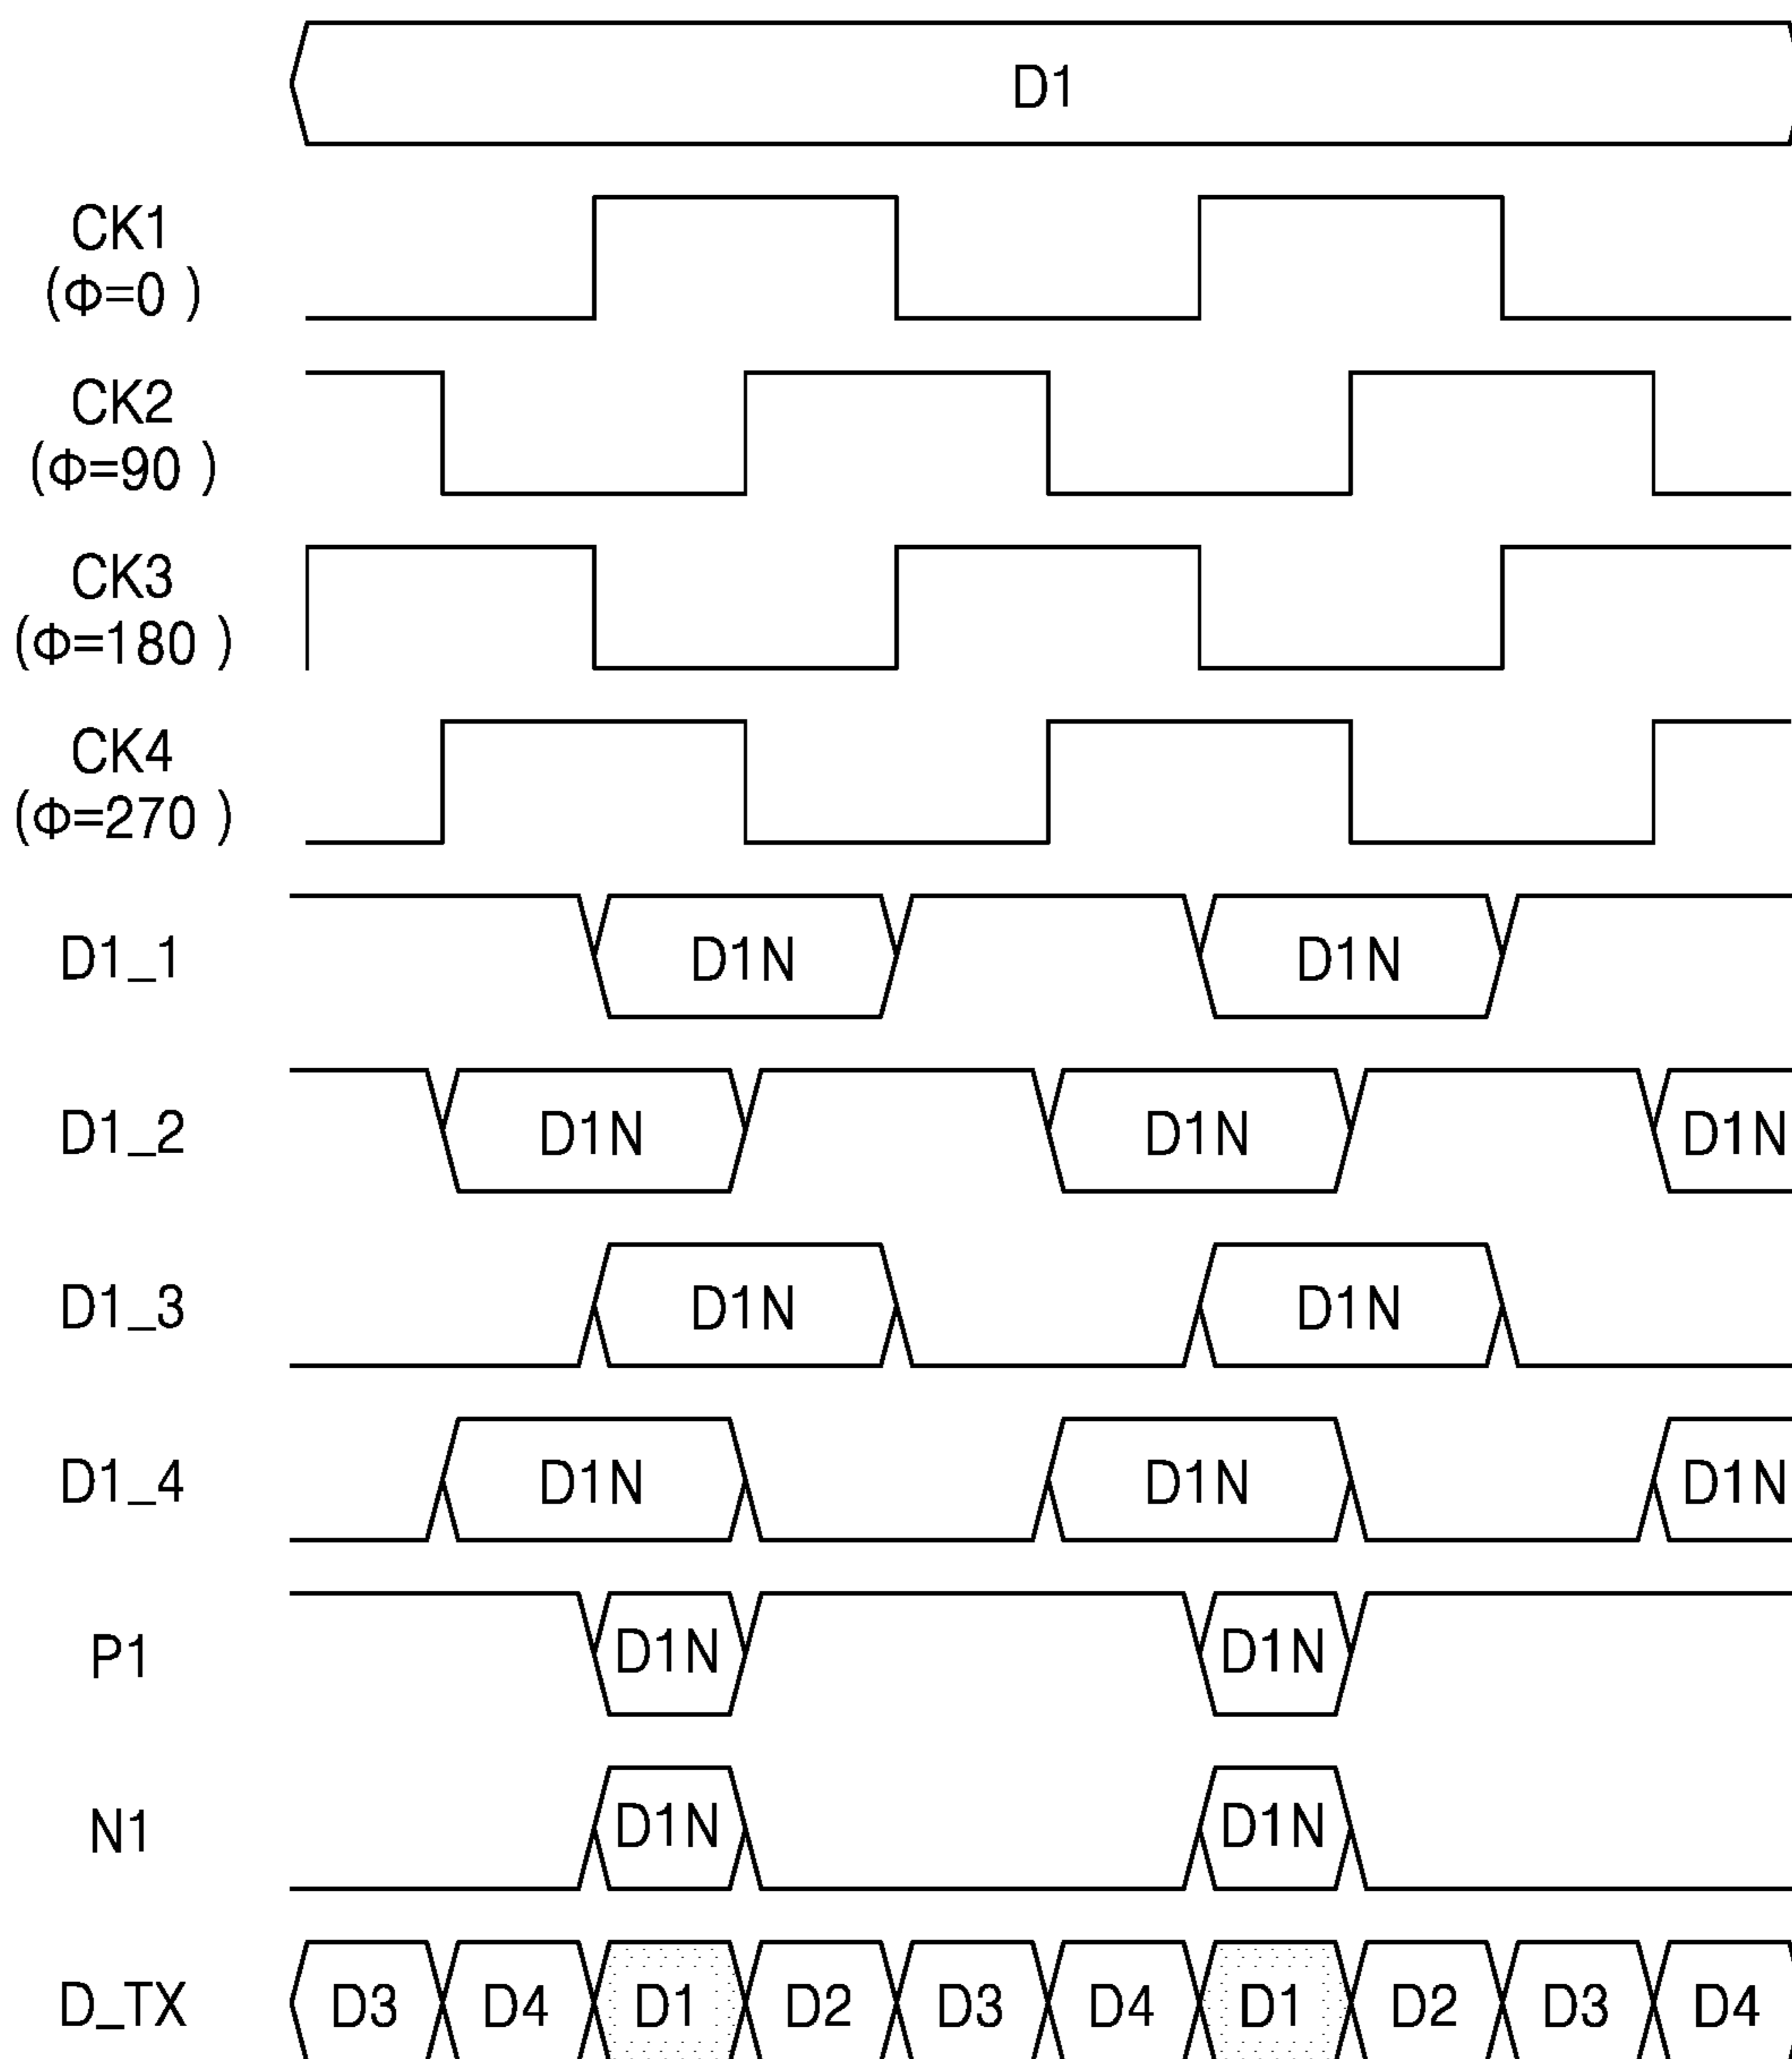 D1
CK1
(Φ=0 )
CK2
(Φ=90 )
CK3
(Φ=180 )
CK4
(Φ=270 )
D1_1 D1N D1N
D1_2 D1N D1N D1N
D1_3 D1N D1N
D1_4 D1N D1N D1N
P1 D1N D1N
N1 D1N D1N
D_TX D3 D4 D1 D2 D3 D4 D1 D2 D3 D4